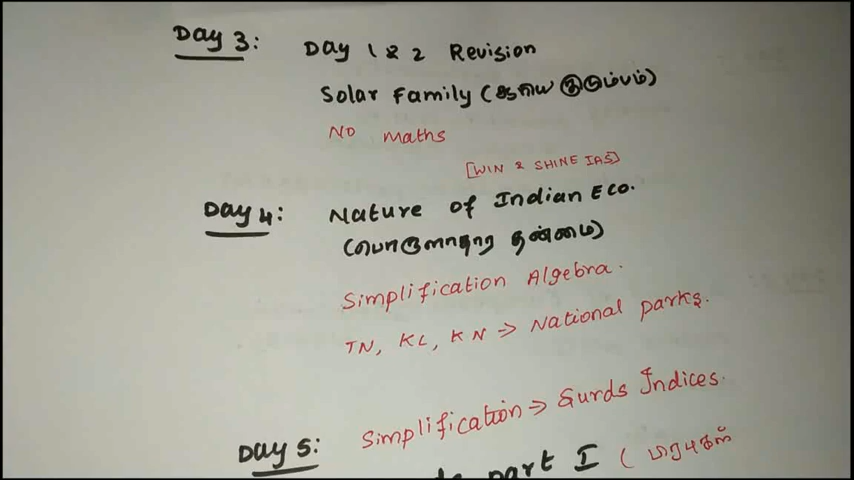 Day 3: Day 1 & 2 Revision
Solar Family (சூரிய குடும்பம்)
No Maths
[WIN & SHINE IAS]
Day 4: Nature of Indian Eco.
(பொருளாதார தன்மை)
Simplification Algebra.
TN, KL, KN → National parks.
Simplification → Surds Indices.
Day 5: part I (